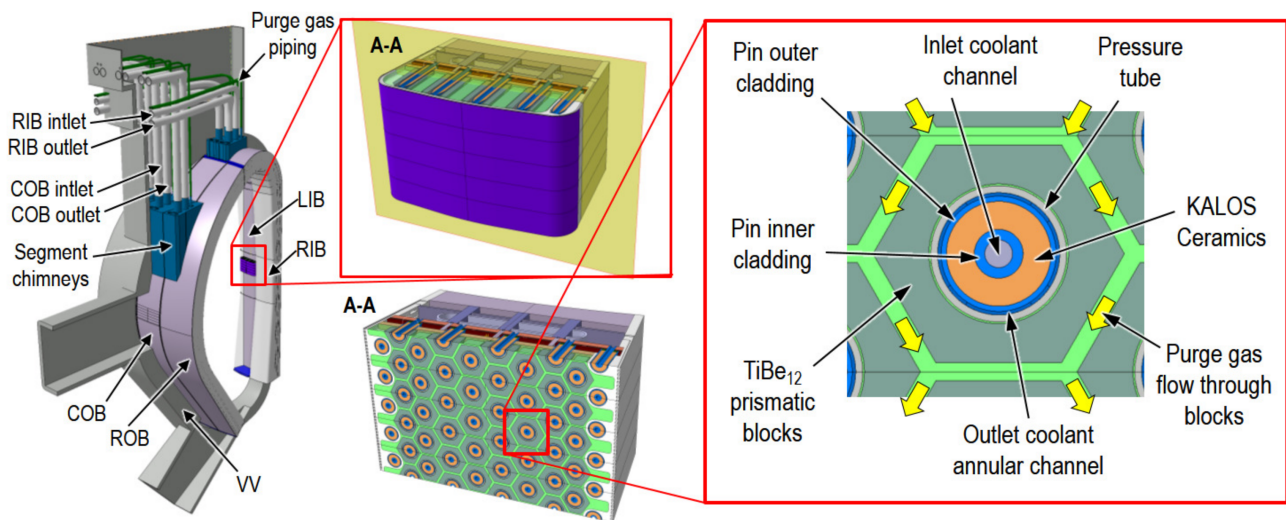 Purge gas
piping
RIB intlet
RIB outlet
COB intlet
COB outlet
Segment
chimneys
LIB
RIB
COB
ROB
VV
A-A
A-A
Pin outer
cladding
Inlet coolant
channel
Pressure
tube
Pin inner
cladding
KALOS
Ceramics
TiBe₁₂
prismatic
blocks
Outlet coolant
annular channel
Purge gas
flow through
blocks